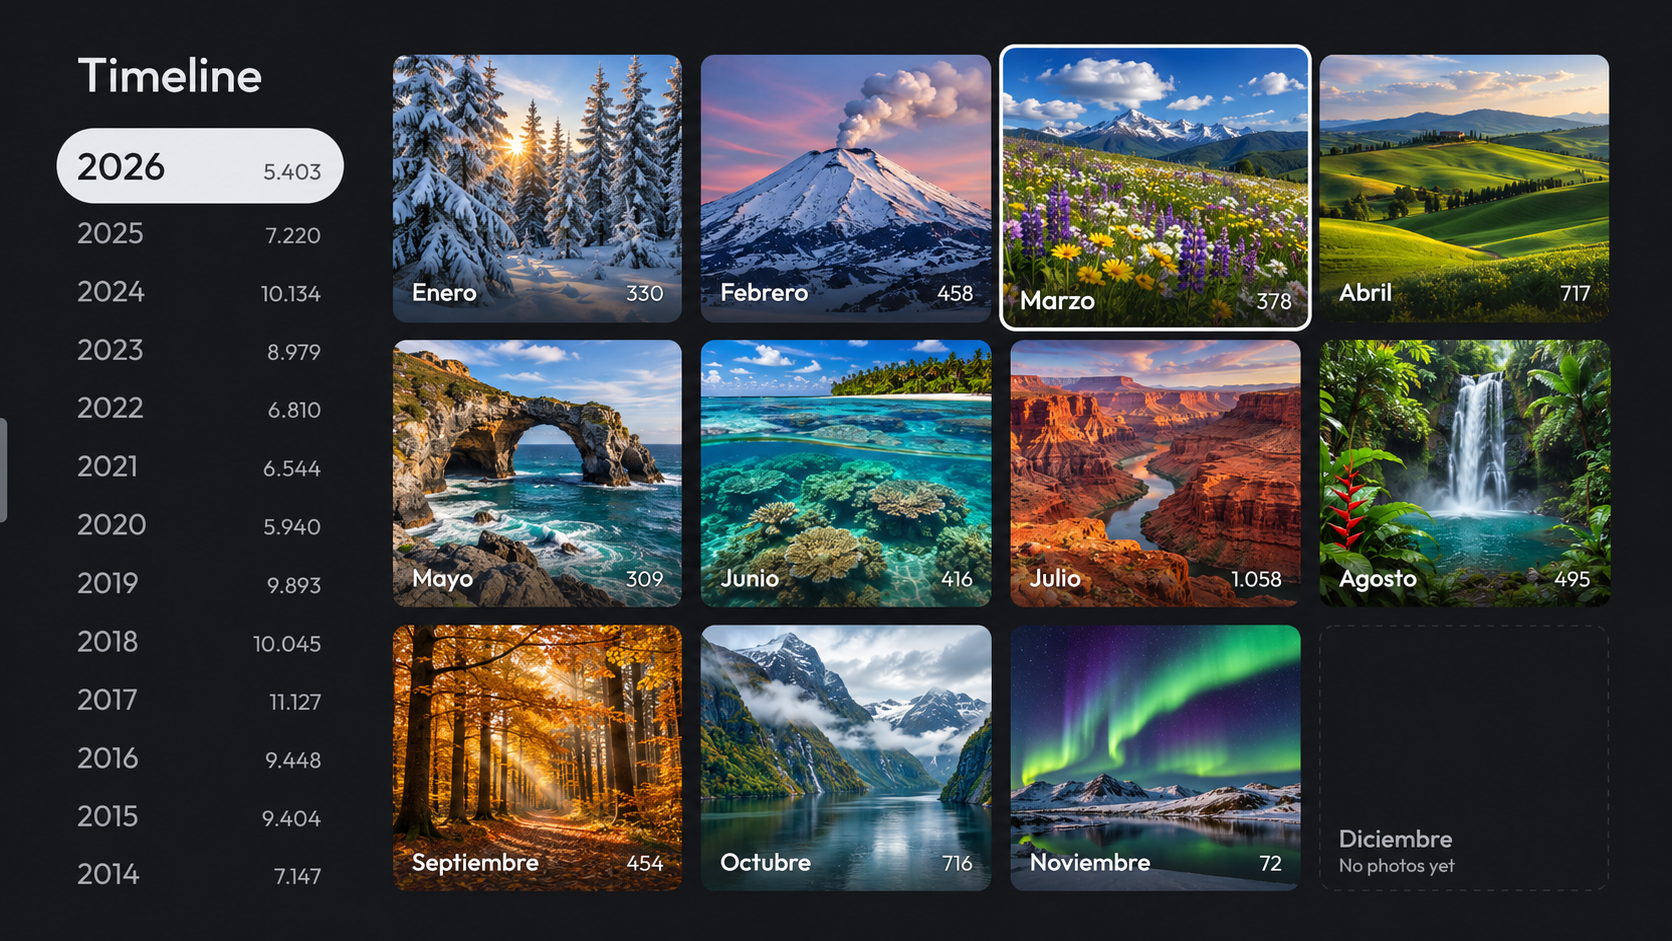 Timeline
2026 5.403
2025 7.220
2024 10.134
2023 8.979
2022 6.810
2021 6.544
2020 5.940
2019 9.893
2018 10.045
2017 11.127
2016 9.448
2015 9.404
2014 7.147
Enero 330
Febrero 458
Marzo 378
Abril 717
Mayo 309
Junio 416
Julio 1.058
Agosto 495
Septiembre 454
Octubre 716
Noviembre 72
Diciembre
No photos yet